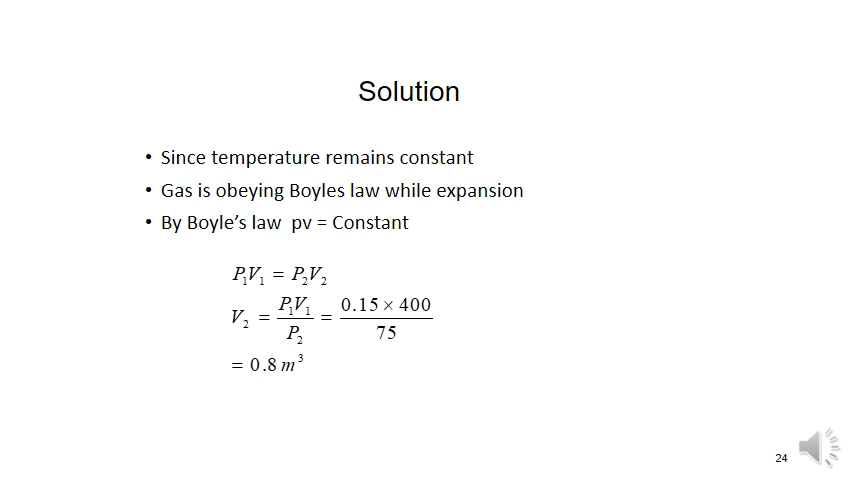 Solution
• Since temperature remains constant
• Gas is obeying Boyles law while expansion
• By Boyle’s law pv = Constant
P₁V₁ = P₂V₂
V₂ = P₁V₁ / P₂ = 0.15 × 400 / 75
= 0.8 m³
24